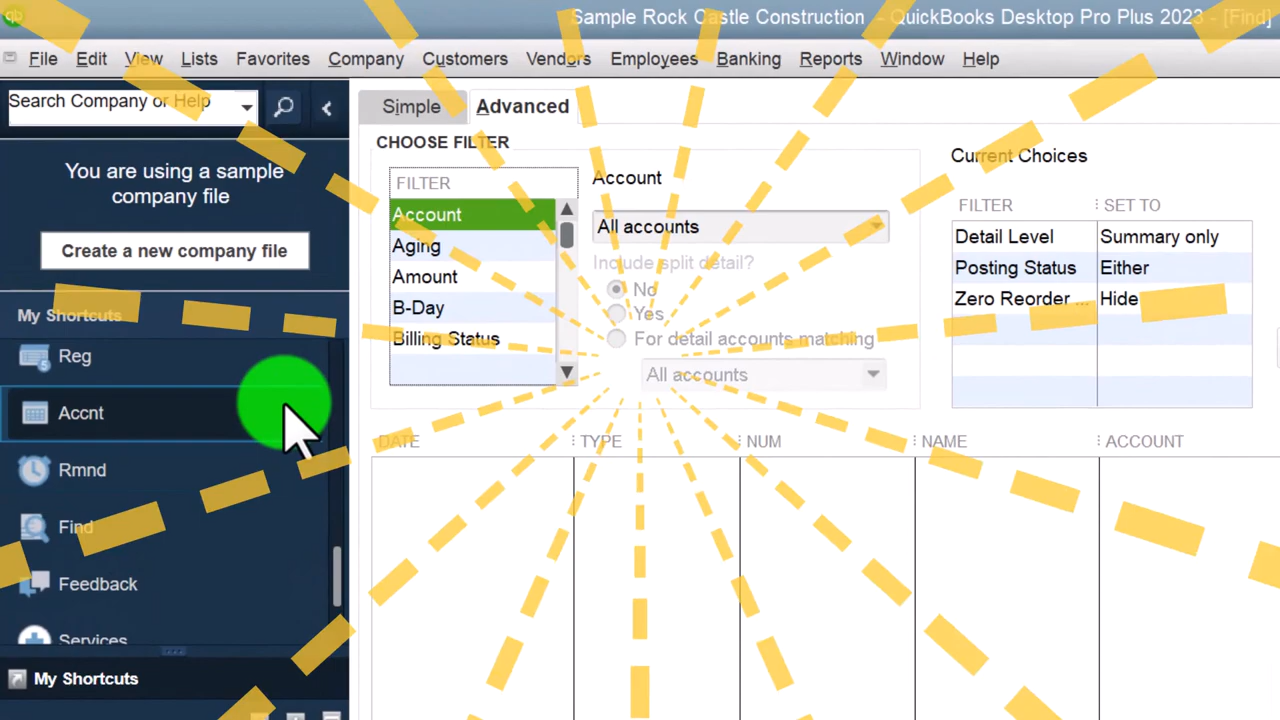 qb
Sample Rock Castle Construction - QuickBooks Desktop Pro Plus 2023 - [Find]
File Edit View Lists Favorites Company Customers Vendors Employees Banking Reports Window Help
Search Company or Help
You are using a sample
company file
Create a new company file
My Shortcuts
Reg
Accnt
Rmnd
Find
Feedback
Services
My Shortcuts
Simple Advanced
CHOOSE FILTER
FILTER
Account
Aging
Amount
B-Day
Billing Status
Account
All accounts
Include split detail?
No
Yes
For detail accounts matching
All accounts
Current Choices
FILTER SET TO
Detail Level Summary only
Posting Status Either
Zero Reorder ... Hide
DATE TYPE NUM NAME ACCOUNT